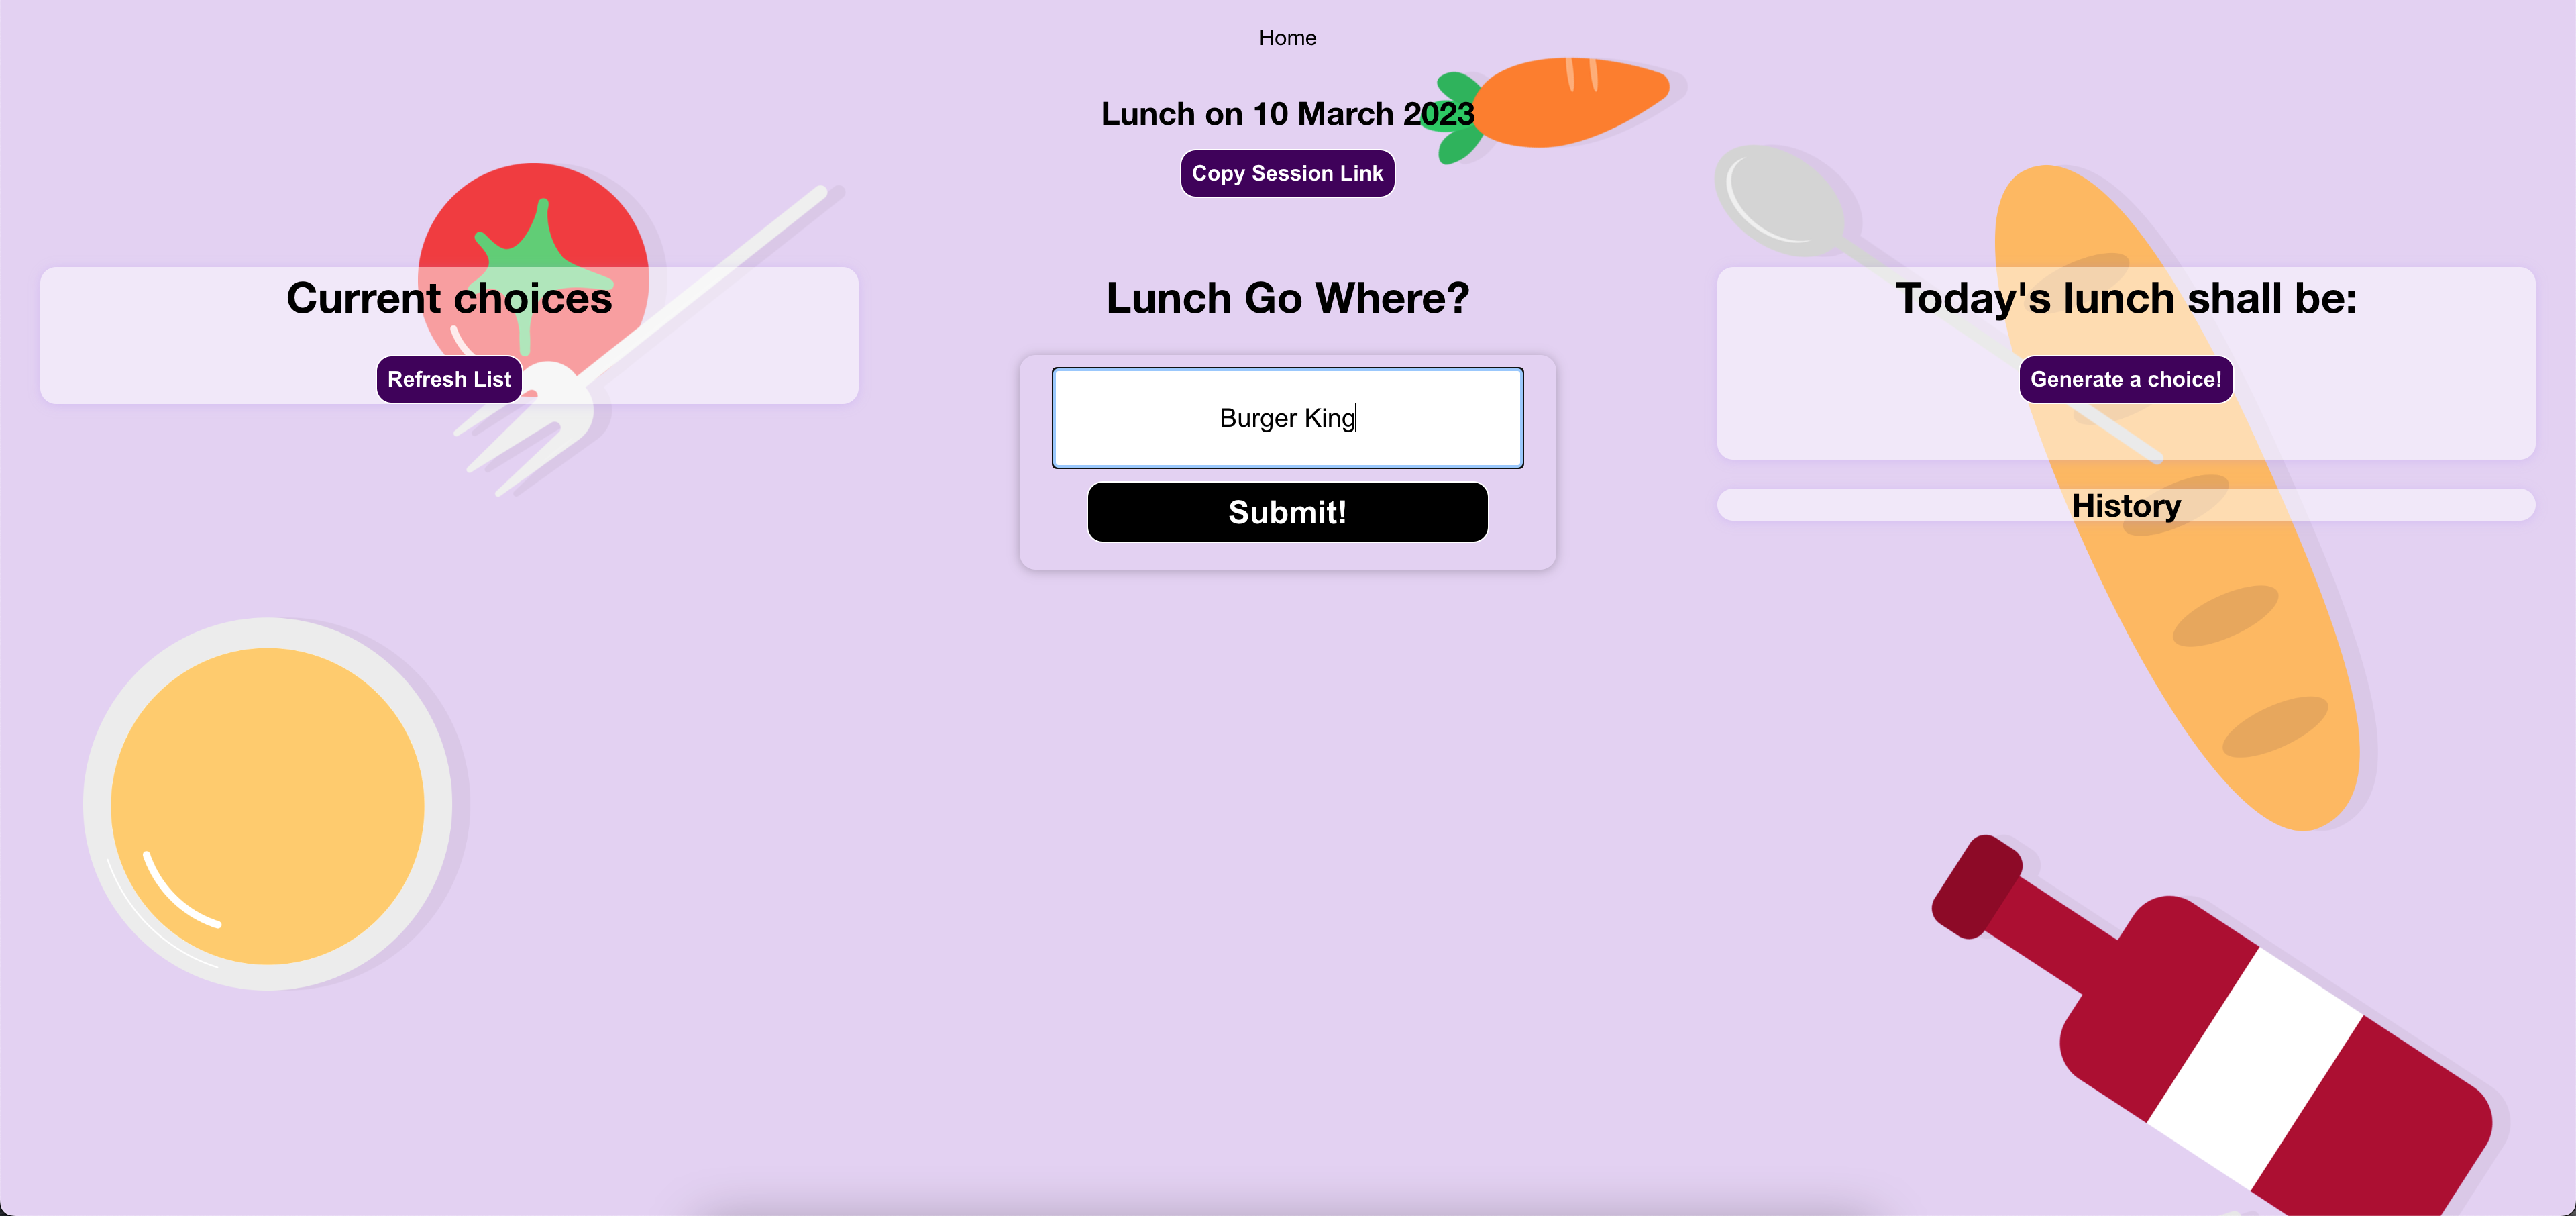 Home
Lunch on 10 March 2023
Copy Session Link
Current choices
Refresh List
Lunch Go Where?
Burger King
Submit!
Today's lunch shall be:
Generate a choice!
History